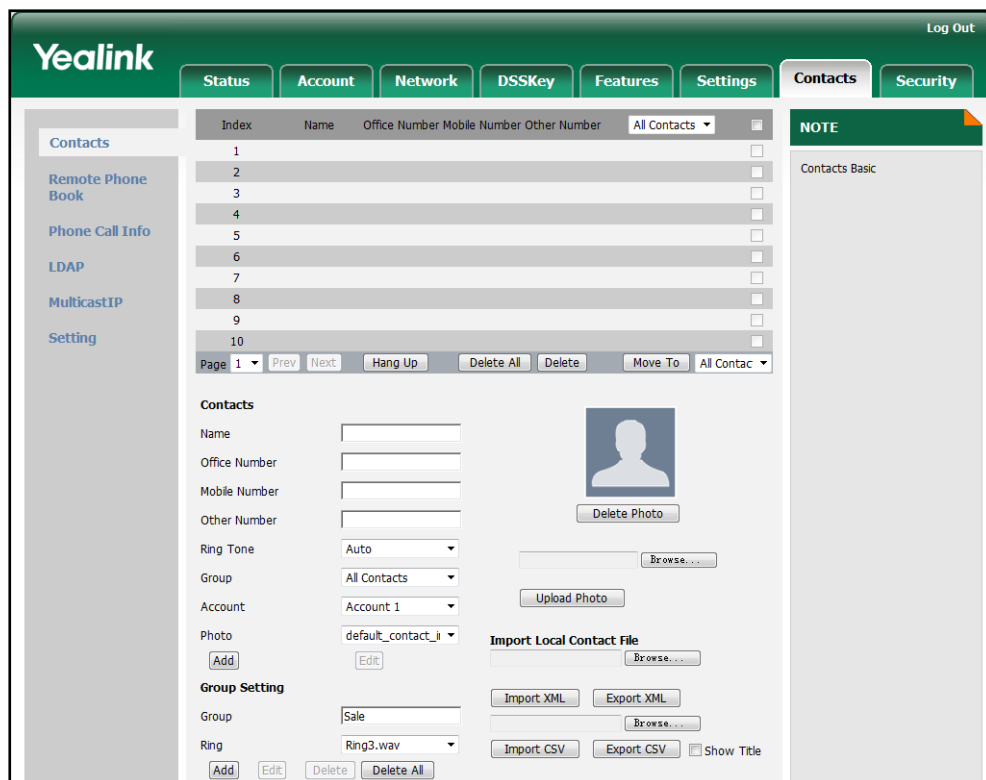 Log Out
Yealink
Status Account Network DSSKey Features Settings Contacts Security
Contacts
Remote Phone
Book
Phone Call Info
LDAP
MulticastIP
Setting
Index Name Office Number Mobile Number Other Number All Contacts
1
2
3
4
5
6
7
8
9
10
Page 1 Prev Next Hang Up Delete All Delete Move To All Contac
NOTE
Contacts Basic
Contacts
Name
Office Number
Mobile Number
Other Number
Ring Tone Auto
Group All Contacts
Account Account 1
Photo default_contact_i
Add Edit
Delete Photo
Browse...
Upload Photo
Import Local Contact File
Browse...
Import XML Export XML
Browse...
Import CSV Export CSV Show Title
Group Setting
Group Sale
Ring Ring3.wav
Add Edit Delete Delete All